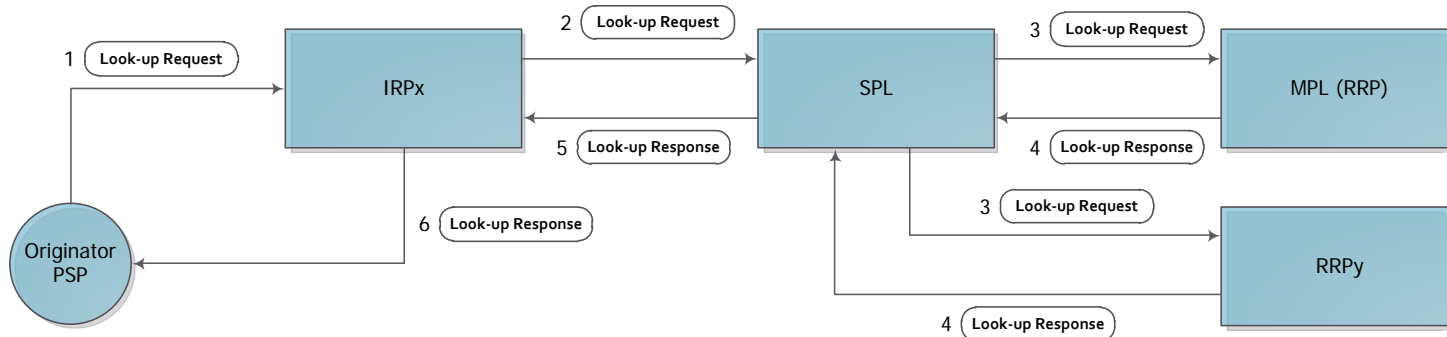 2 Look-up Request
3 Look-up Request
1 Look-up Request
IRPx
SPL
MPL (RRP)
5 Look-up Response
4 Look-up Response
3 Look-up Request
6 Look-up Response
Originator
PSP
RRPy
4 Look-up Response